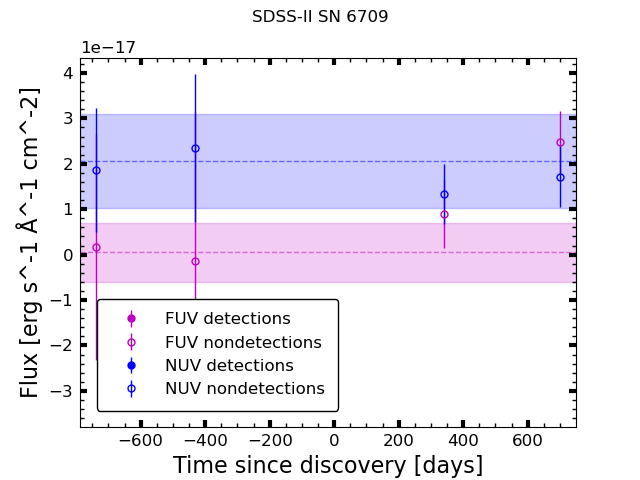 SDSS-II SN 6709
1e−17
4
3
2
1
0
−1
−2
−3
Flux [erg s^-1 Å^-1 cm^-2]
FUV detections
FUV nondetections
NUV detections
NUV nondetections
−600 −400 −200 0 200 400 600
Time since discovery [days]